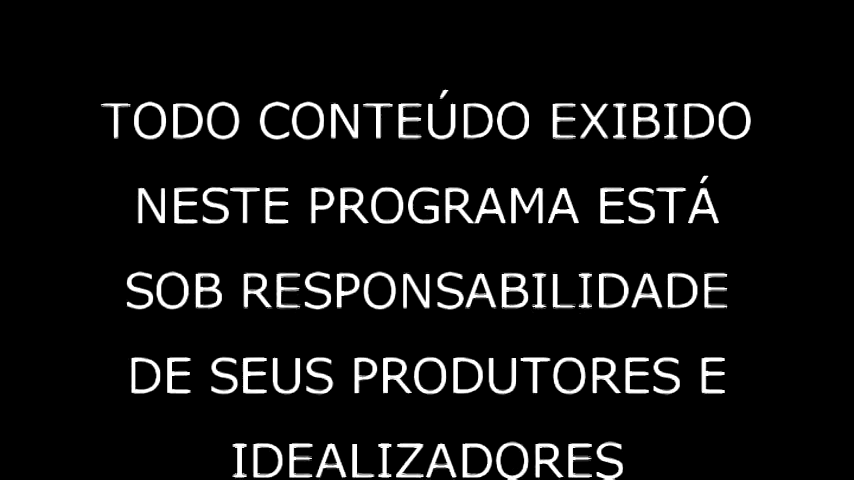 TODO CONTEÚDO EXIBIDO
NESTE PROGRAMA ESTÁ
SOB RESPONSABILIDADE
DE SEUS PRODUTORES E
IDEALIZADORES